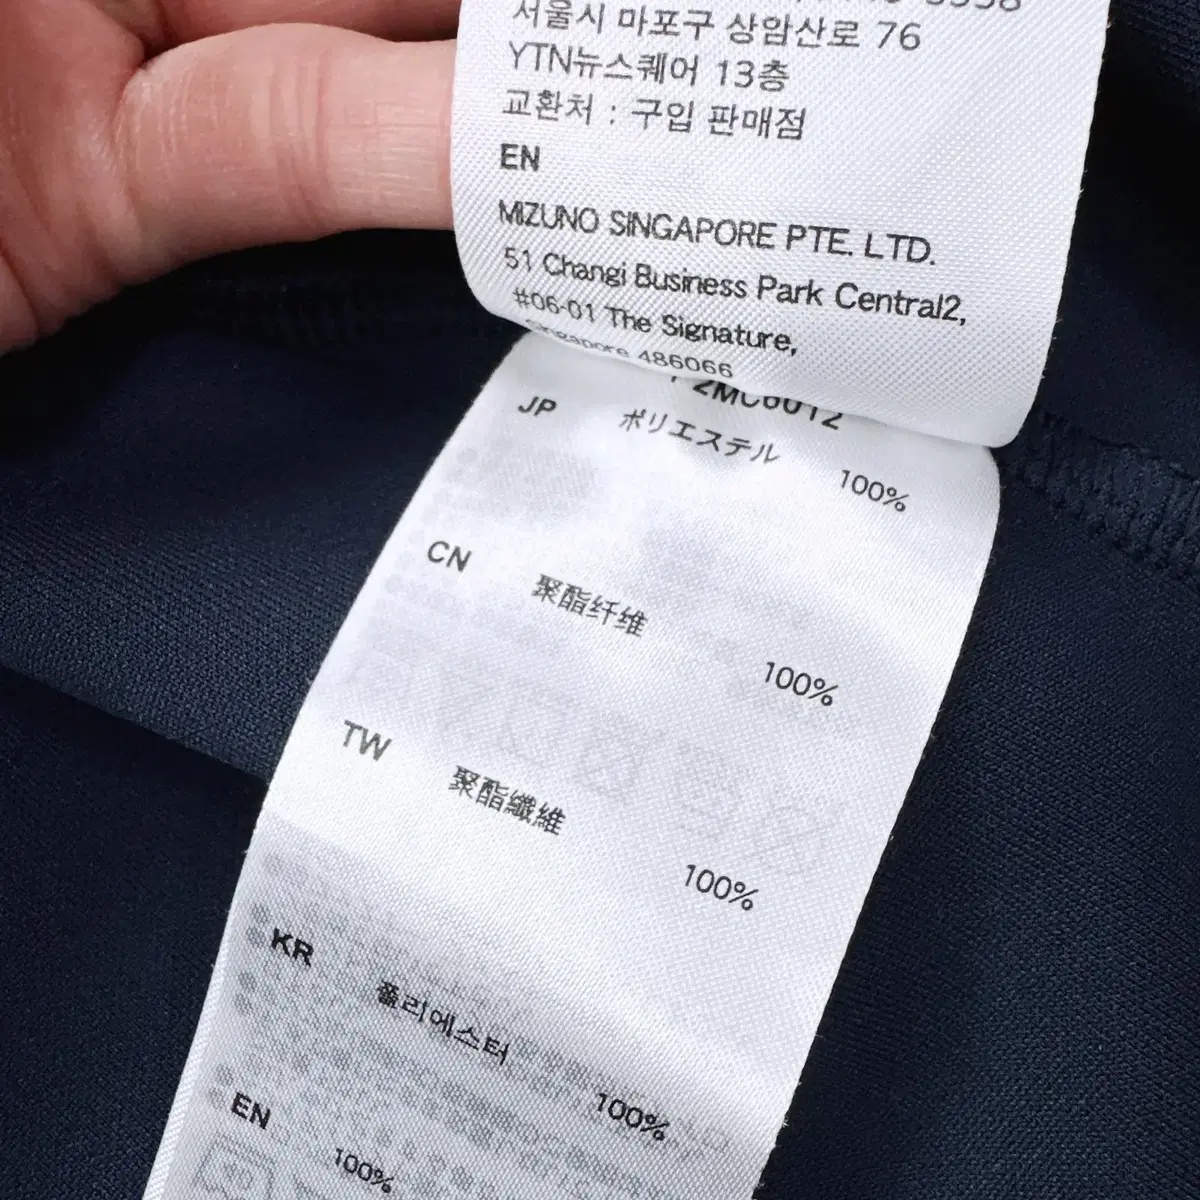 서울시 마포구 상암산로 76
YTN뉴스퀘어 13층
교환처 : 구입 판매점
EN
MIZUNO SINGAPORE PTE. LTD.
51 Changi Business Park Central2,
#06-01 The Signature,
Singapore 486066
JP ポリエステル 100%
CN 聚酯纤维 100%
TW 聚酯纖維 100%
KR 폴리에스터 100%
EN 100%